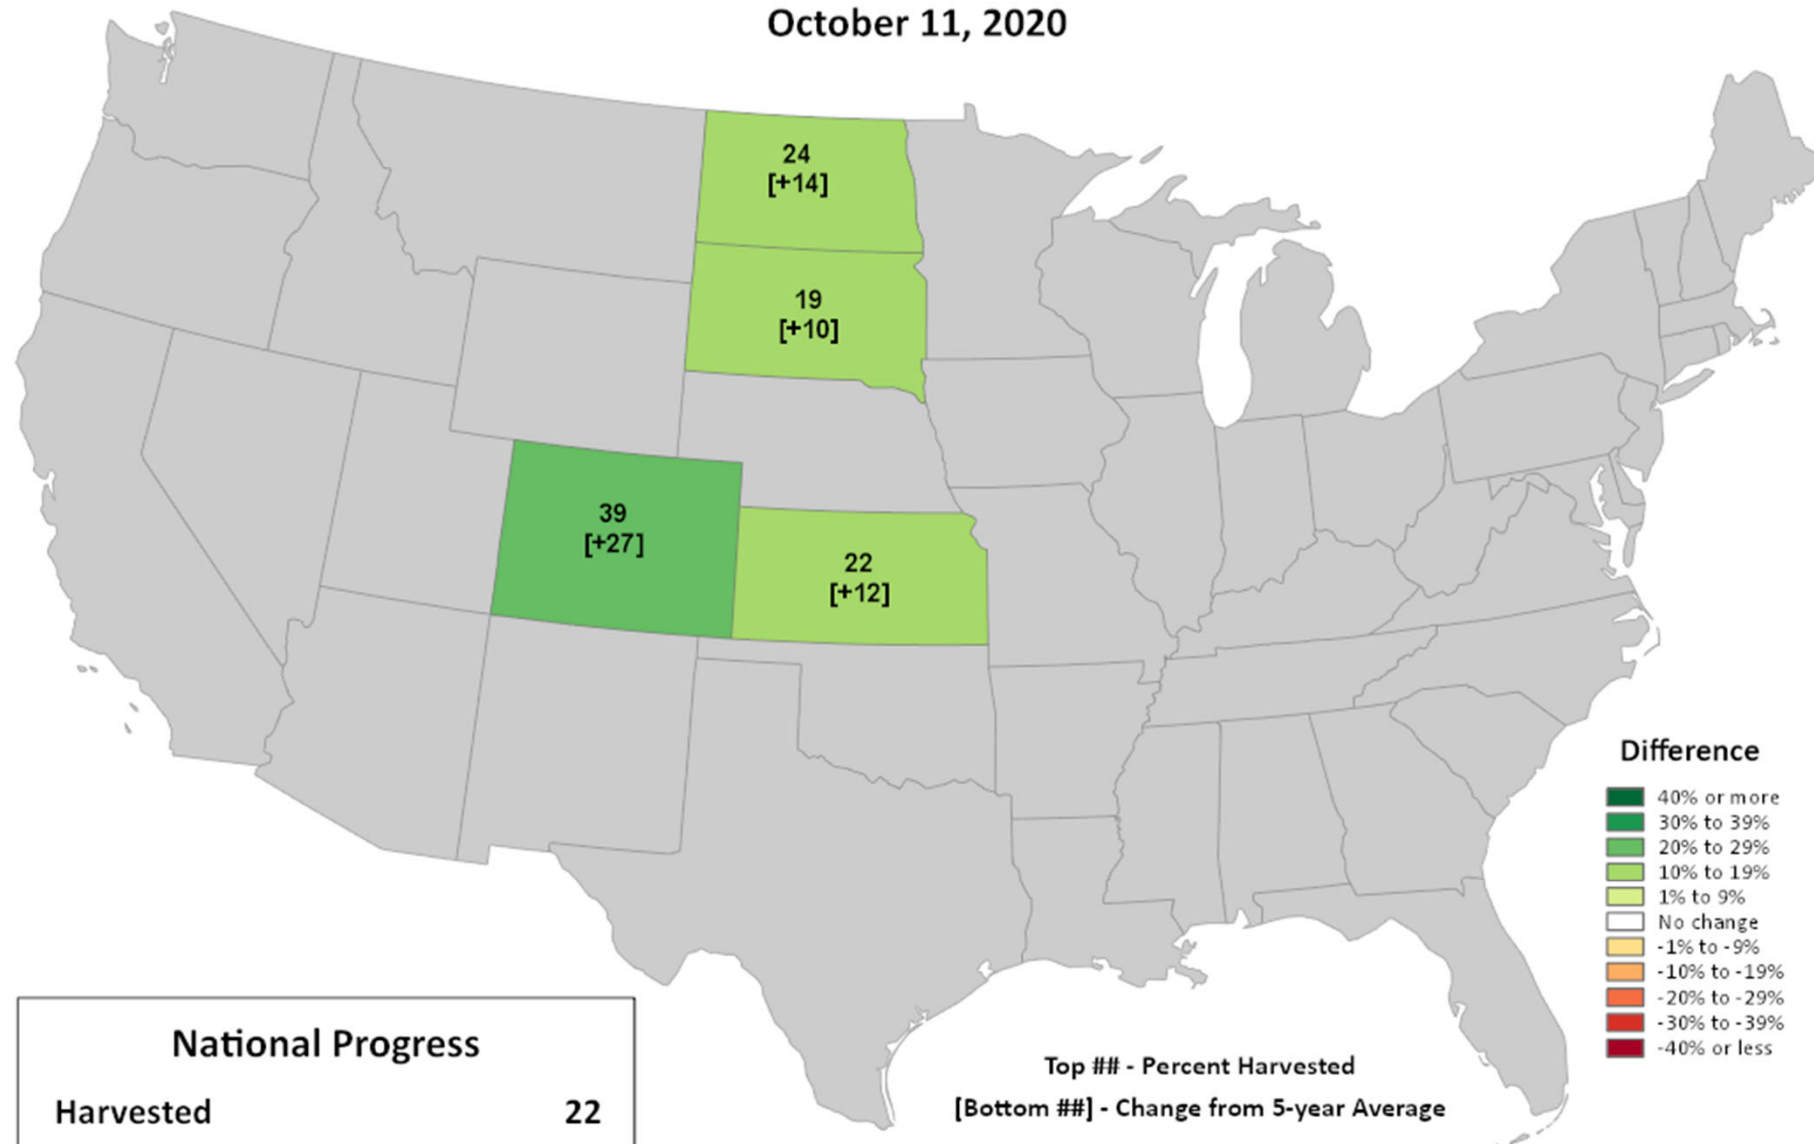 October 11, 2020
24
[+14]
19
[+10]
39
[+27]
22
[+12]
Difference
40% or more
30% to 39%
20% to 29%
10% to 19%
1% to 9%
No change
-1% to -9%
-10% to -19%
-20% to -29%
-30% to -39%
-40% or less
National Progress
Harvested 22
Top ## - Percent Harvested
[Bottom ##] - Change from 5-year Average